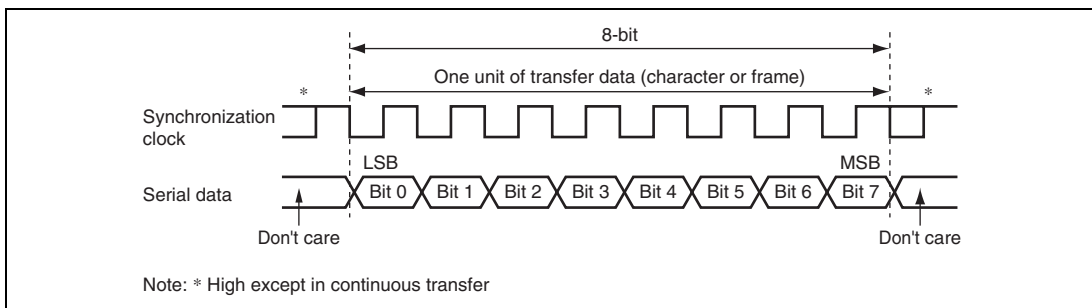 8-bit
One unit of transfer data (character or frame)
* *
Synchronization
clock
LSB MSB
Serial data Bit 0 Bit 1 Bit 2 Bit 3 Bit 4 Bit 5 Bit 6 Bit 7
Don't care Don't care
Note: * High except in continuous transfer